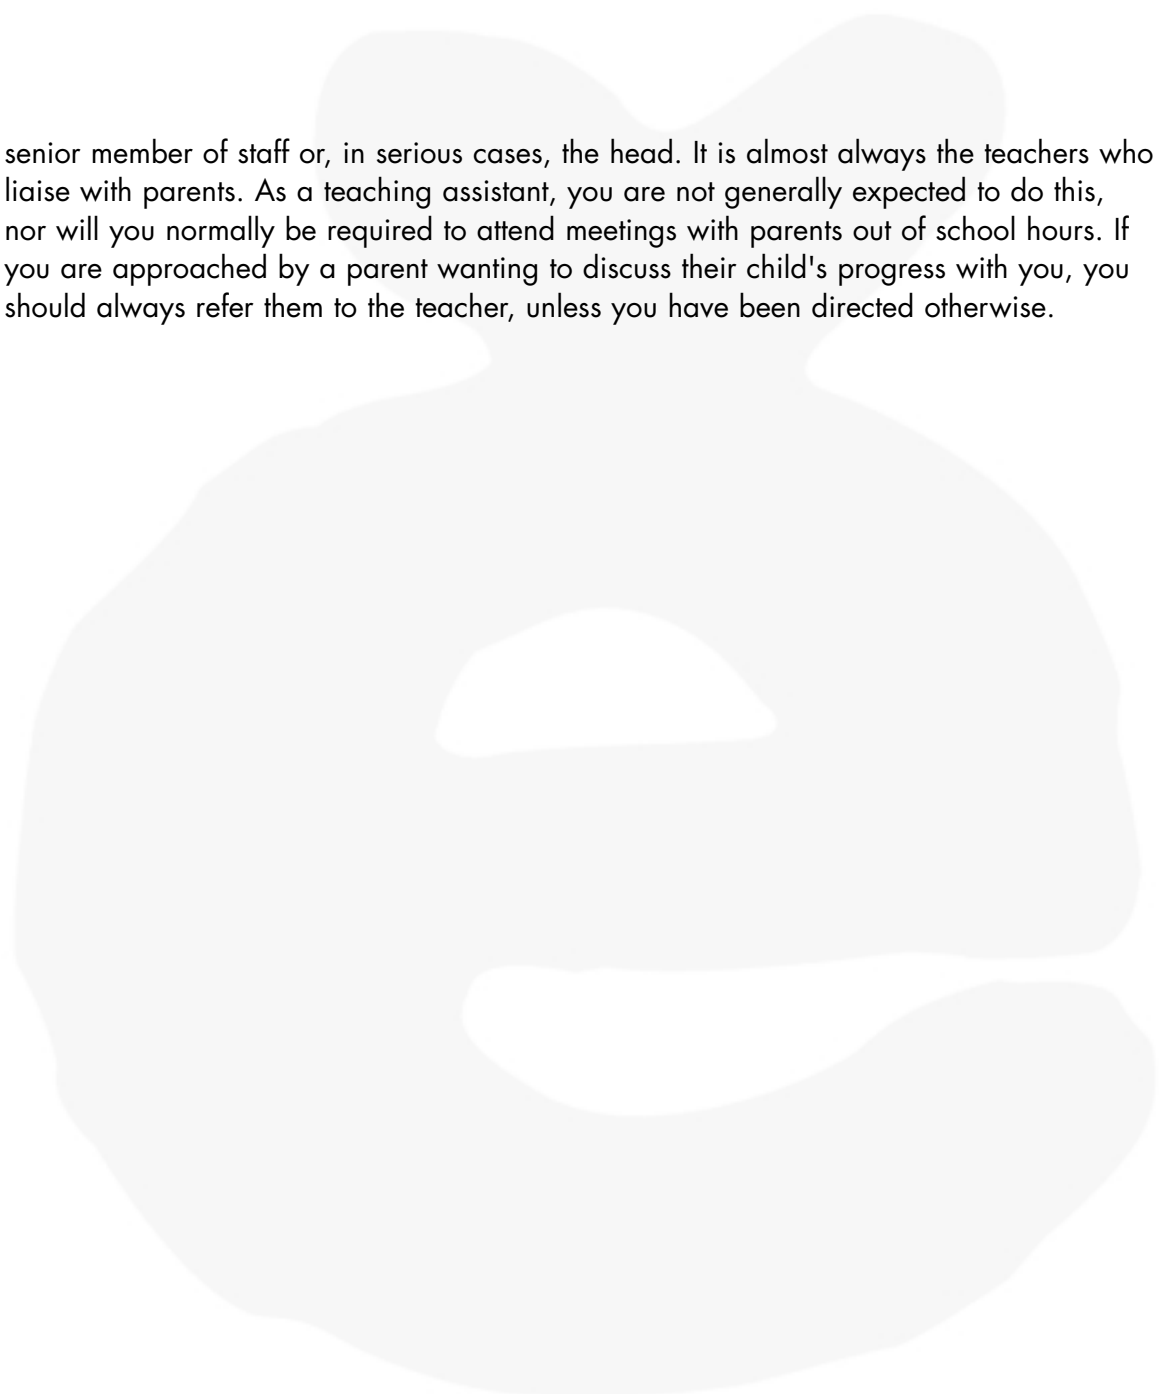 senior member of staff or, in serious cases, the head. It is almost always the teachers who
liaise with parents. As a teaching assistant, you are not generally expected to do this,
nor will you normally be required to attend meetings with parents out of school hours. If
you are approached by a parent wanting to discuss their child's progress with you, you
should always refer them to the teacher, unless you have been directed otherwise.